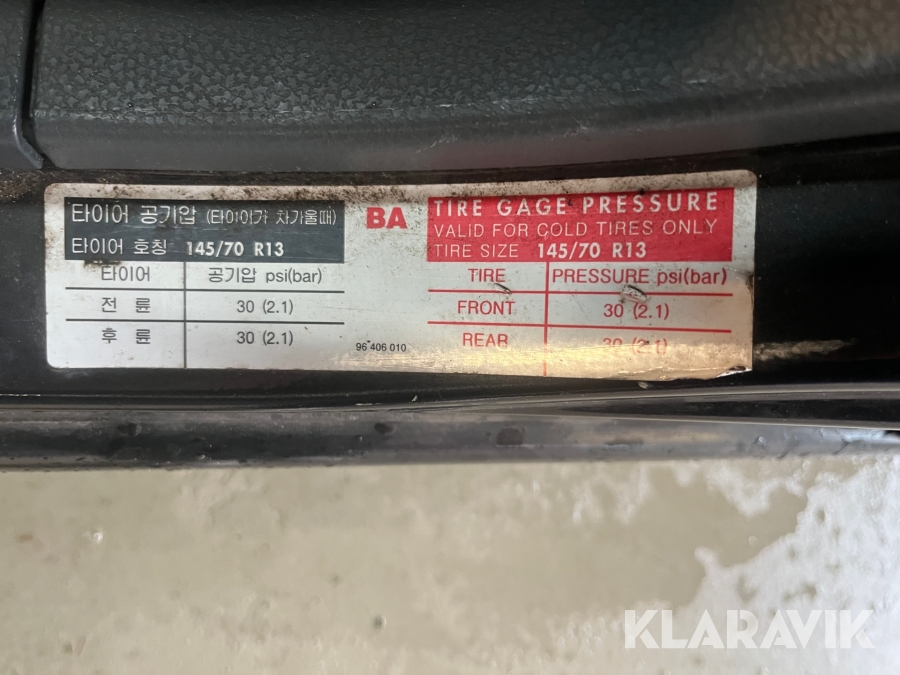 타이어 공기압 (타이어가 차가울때)
타이어 호칭 145/70 R13
타이어 공기압 psi(bar)
전 륜 30 (2.1)
후 륜 30 (2.1)
96 406 010
BA
TIRE GAGE PRESSURE
VALID FOR COLD TIRES ONLY
TIRE SIZE 145/70 R13
TIRE PRESSURE psi(bar)
FRONT 30 (2.1)
REAR 30 (2.1)
KLARAVIK